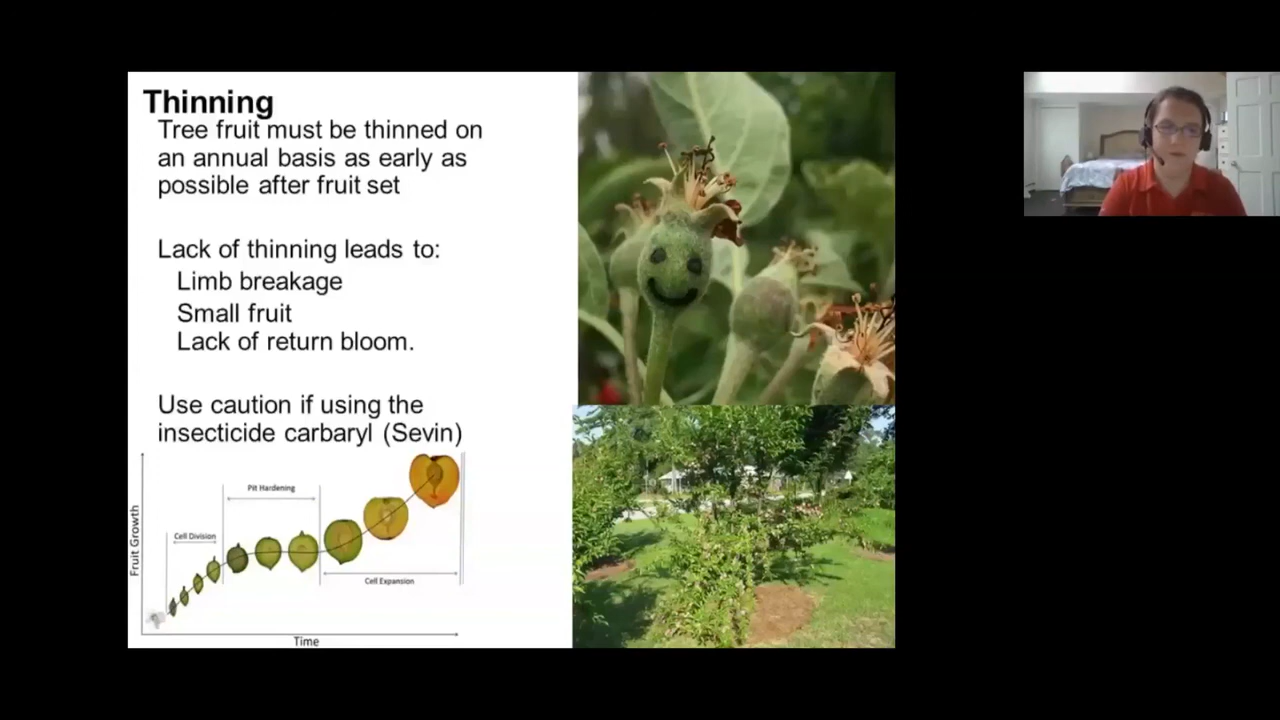 Thinning
Tree fruit must be thinned on
an annual basis as early as
possible after fruit set
Lack of thinning leads to:
Limb breakage
Small fruit
Lack of return bloom.
Use caution if using the
insecticide carbaryl (Sevin)
Fruit Growth
Cell Division
Pit Hardening
Cell Expansion
Time